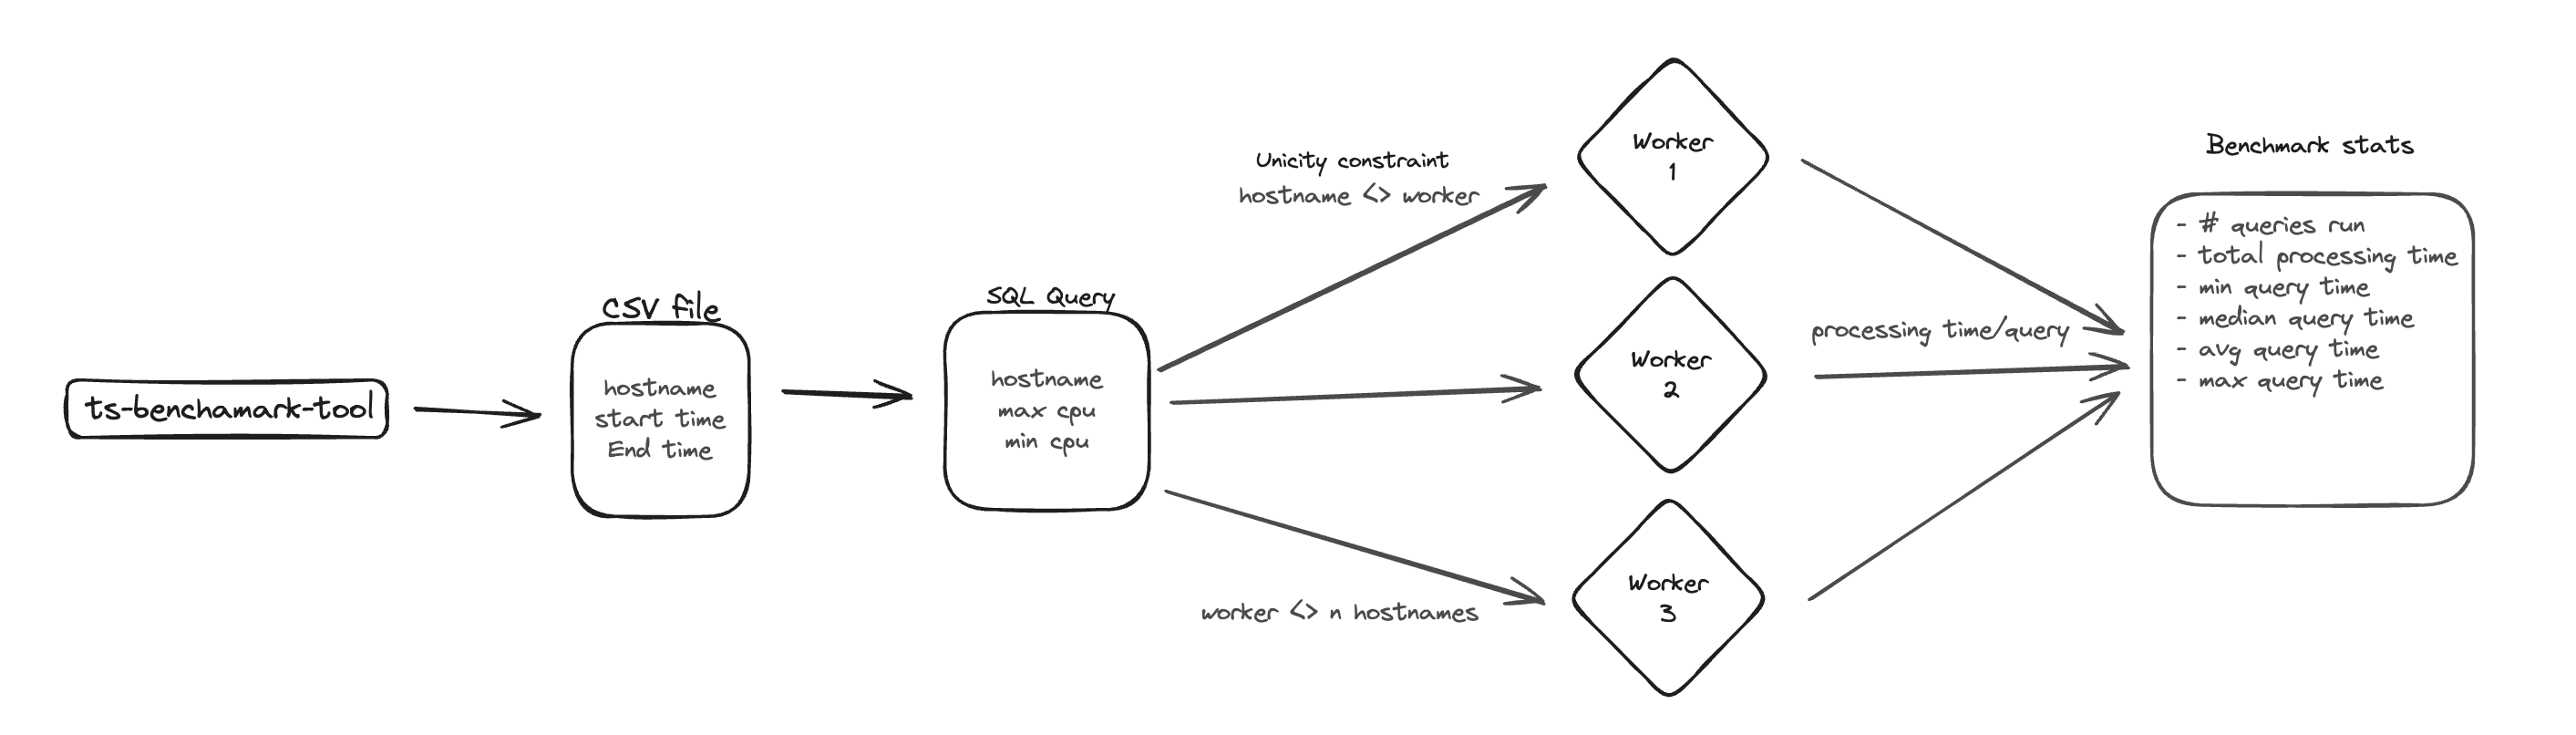 ts-benchamark-tool
CSV file
hostname
start time
End time
SQL Query
hostname
max cpu
min cpu
Unicity constraint
hostname <> worker
worker <> n hostnames
Worker
1
Worker
2
Worker
3
processing time/query
Benchmark stats
- # queries run
- total processing time
- min query time
- median query time
- avg query time
- max query time